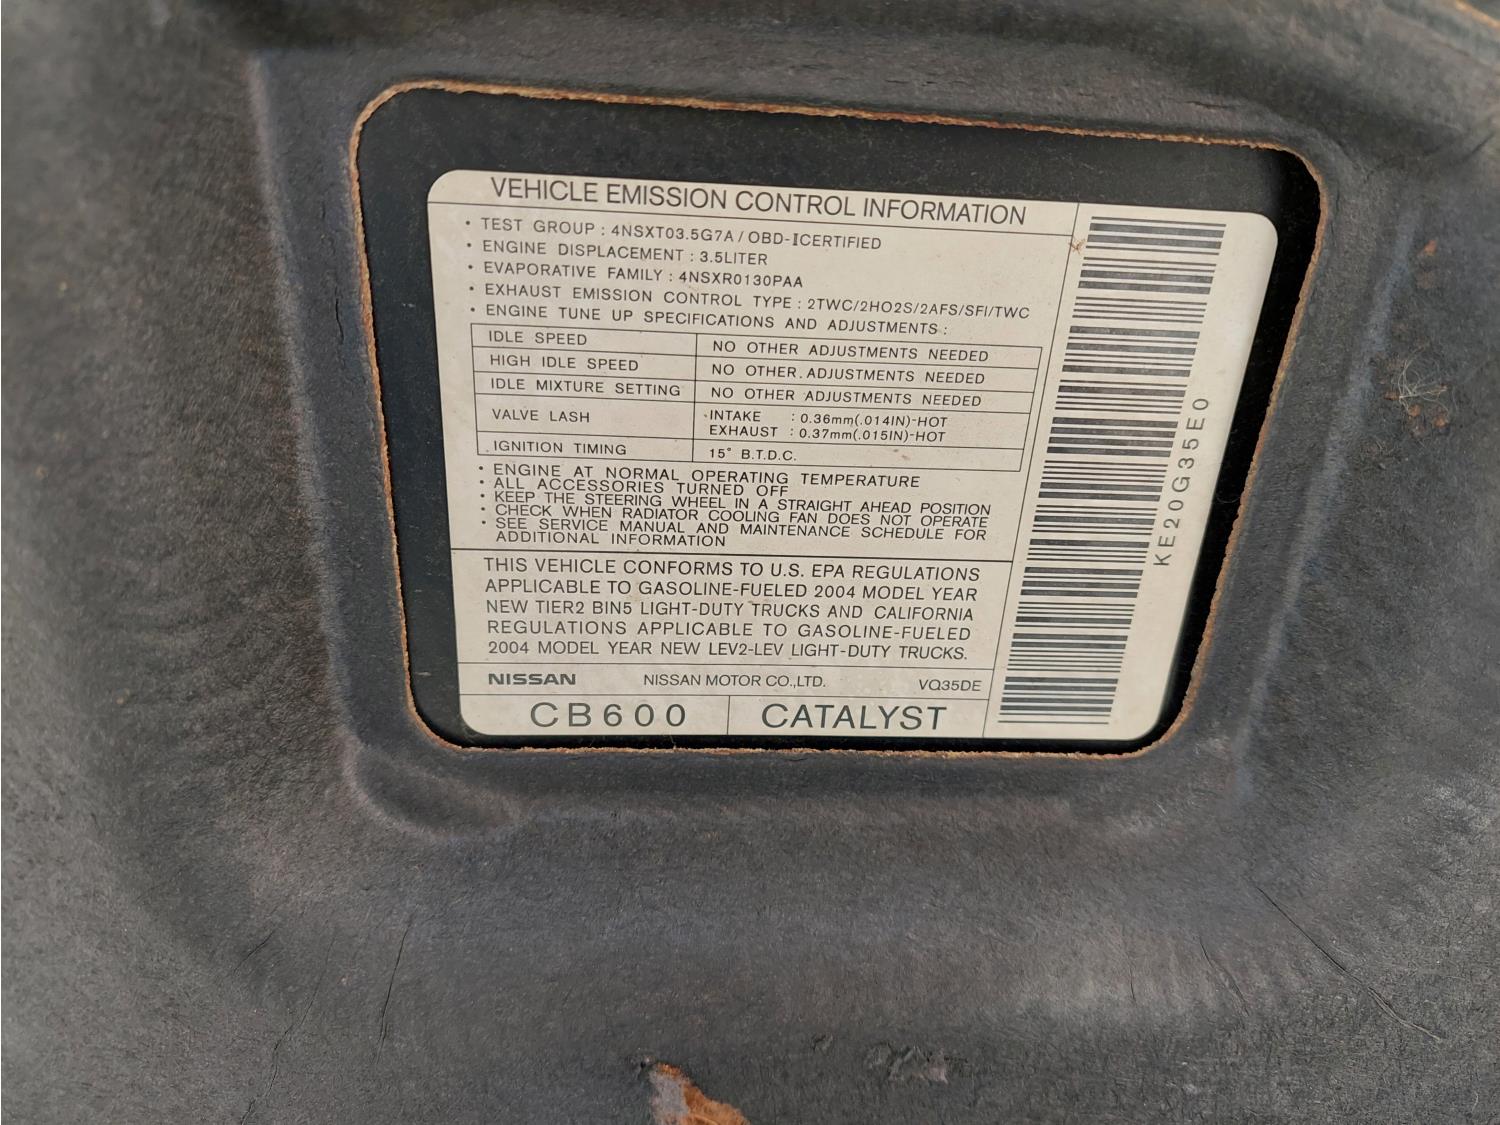 VEHICLE EMISSION CONTROL INFORMATION
• TEST GROUP : 4NSXT03.5G7A / OBD-ⅡCERTIFIED
• ENGINE DISPLACEMENT : 3.5LITER
• EVAPORATIVE FAMILY : 4NSXR0130PAA
• EXHAUST EMISSION CONTROL TYPE : 2TWC/2HO2S/2AFS/SFI/TWC
• ENGINE TUNE UP SPECIFICATIONS AND ADJUSTMENTS :
IDLE SPEED NO OTHER ADJUSTMENTS NEEDED
HIGH IDLE SPEED NO OTHER ADJUSTMENTS NEEDED
IDLE MIXTURE SETTING NO OTHER ADJUSTMENTS NEEDED
VALVE LASH INTAKE : 0.36mm(.014IN)-HOT
EXHAUST : 0.37mm(.015IN)-HOT
IGNITION TIMING 15° B.T.D.C.
• ENGINE AT NORMAL OPERATING TEMPERATURE
• ALL ACCESSORIES TURNED OFF
• KEEP THE STEERING WHEEL IN A STRAIGHT AHEAD POSITION
• CHECK WHEN RADIATOR COOLING FAN DOES NOT OPERATE
• SEE SERVICE MANUAL AND MAINTENANCE SCHEDULE FOR
ADDITIONAL INFORMATION
THIS VEHICLE CONFORMS TO U.S. EPA REGULATIONS
APPLICABLE TO GASOLINE-FUELED 2004 MODEL YEAR
NEW TIER2 BIN5 LIGHT-DUTY TRUCKS AND CALIFORNIA
REGULATIONS APPLICABLE TO GASOLINE-FUELED
2004 MODEL YEAR NEW LEV2-LEV LIGHT-DUTY TRUCKS.
NISSAN NISSAN MOTOR CO.,LTD. VQ35DE
CB600 CATALYST
KE20G35E0